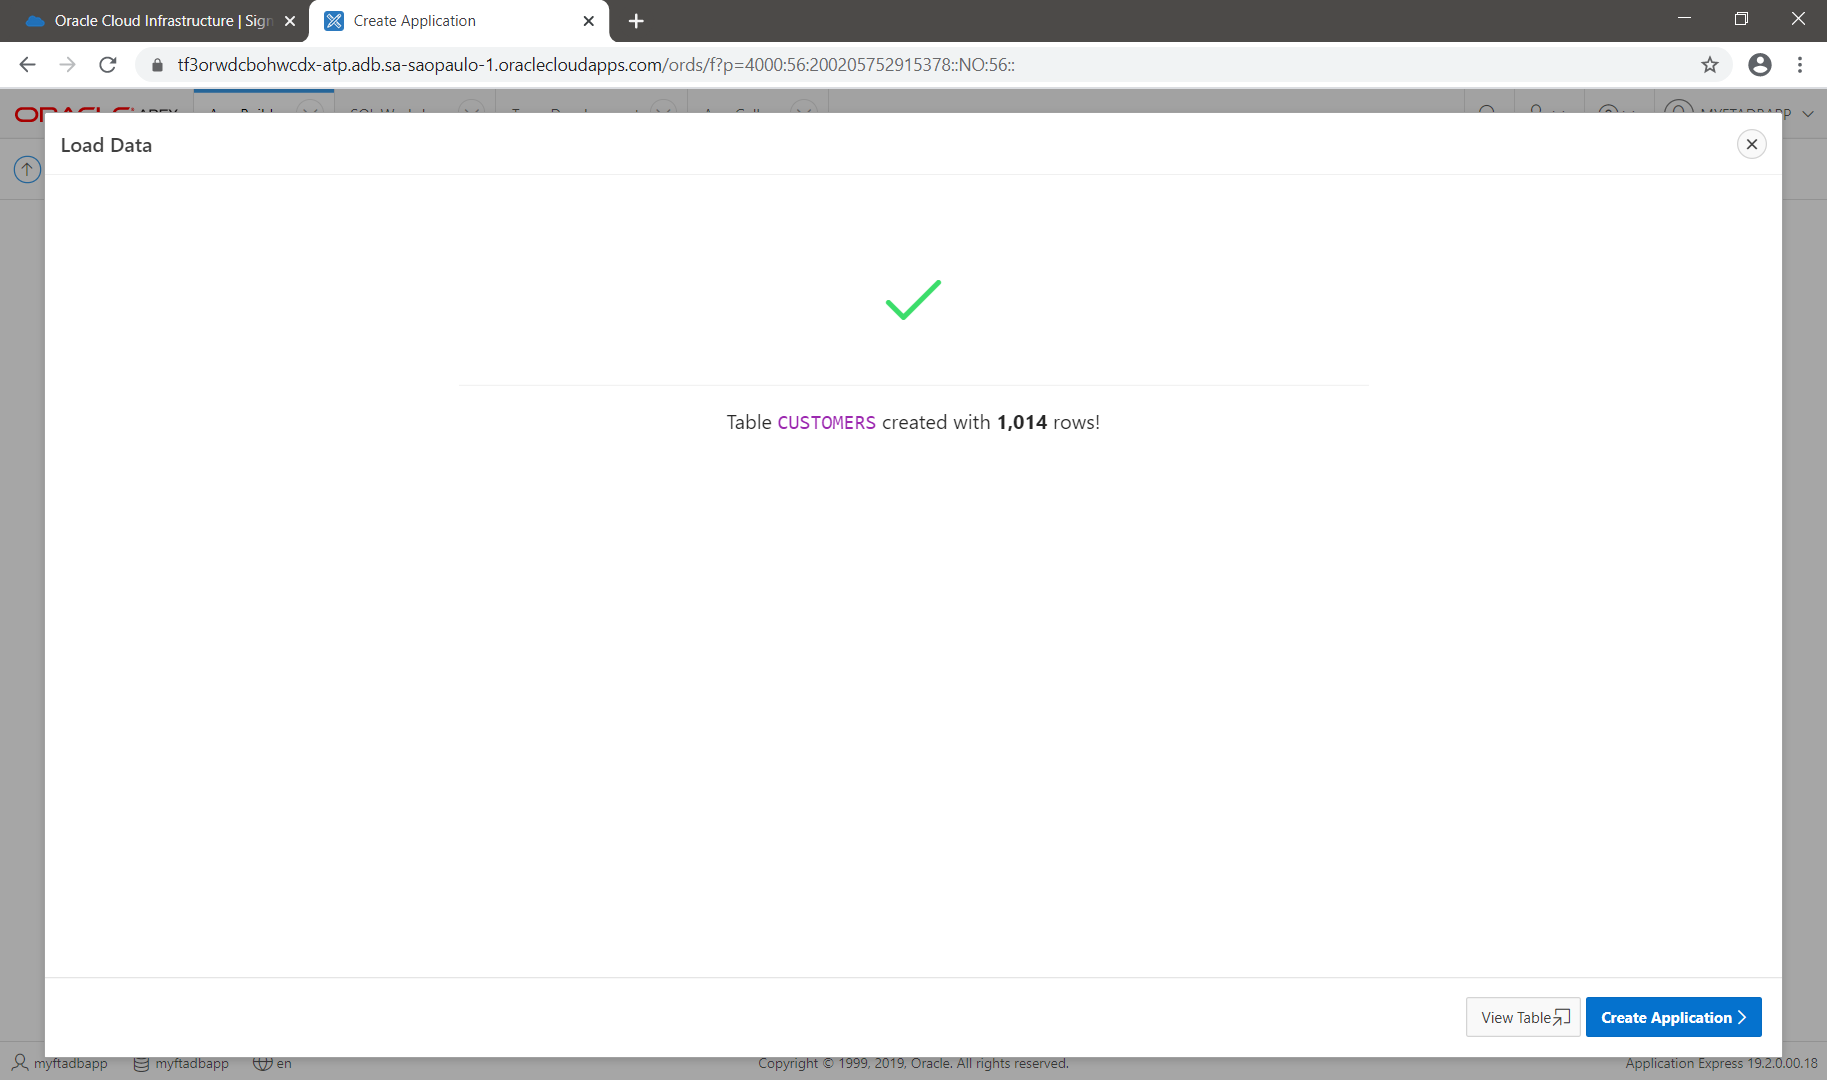 Oracle Cloud Infrastructure | Sign
Create Application
tf3orwdcbohwcdx-atp.adb.sa-saopaulo-1.oraclecloudapps.com/ords/f?p=4000:56:200205752915378::NO:56::
Load Data
Table CUSTOMERS created with 1,014 rows!
View Table
Create Application
myftadbapp
myftadbapp
en
Copyright © 1999, 2019, Oracle. All rights reserved.
Application Express 19.2.0.00.18